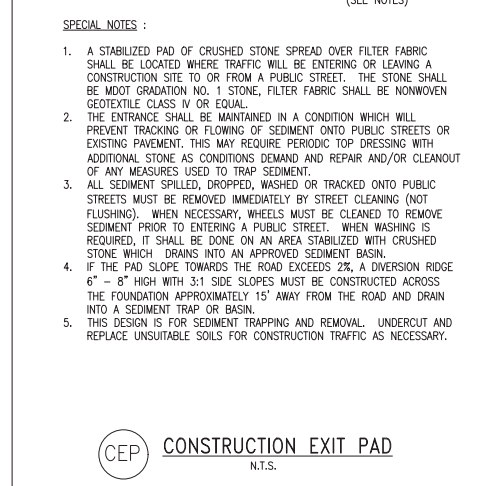 (SEE NOTES)
SPECIAL NOTES :
1. A STABILIZED PAD OF CRUSHED STONE SPREAD OVER FILTER FABRIC
SHALL BE LOCATED WHERE TRAFFIC WILL BE ENTERING OR LEAVING A
CONSTRUCTION SITE TO OR FROM A PUBLIC STREET. THE STONE SHALL
BE MDOT GRADATION NO. 1 STONE, FILTER FABRIC SHALL BE NONWOVEN
GEOTEXTILE CLASS IV OR EQUAL.
2. THE ENTRANCE SHALL BE MAINTAINED IN A CONDITION WHICH WILL
PREVENT TRACKING OR FLOWING OF SEDIMENT ONTO PUBLIC STREETS OR
EXISTING PAVEMENT. THIS MAY REQUIRE PERIODIC TOP DRESSING WITH
ADDITIONAL STONE AS CONDITIONS DEMAND AND REPAIR AND/OR CLEANOUT
OF ANY MEASURES USED TO TRAP SEDIMENT.
3. ALL SEDIMENT SPILLED, DROPPED, WASHED OR TRACKED ONTO PUBLIC
STREETS MUST BE REMOVED IMMEDIATELY BY STREET CLEANING (NOT
FLUSHING). WHEN NECESSARY, WHEELS MUST BE CLEANED TO REMOVE
SEDIMENT PRIOR TO ENTERING A PUBLIC STREET. WHEN WASHING IS
REQUIRED, IT SHALL BE DONE ON AN AREA STABILIZED WITH CRUSHED
STONE WHICH DRAINS INTO AN APPROVED SEDIMENT BASIN.
4. IF THE PAD SLOPE TOWARDS THE ROAD EXCEEDS 2%, A DIVERSION RIDGE
6" – 8" HIGH WITH 3:1 SIDE SLOPES MUST BE CONSTRUCTED ACROSS
THE FOUNDATION APPROXIMATELY 15' AWAY FROM THE ROAD AND DRAIN
INTO A SEDIMENT TRAP OR BASIN.
5. THIS DESIGN IS FOR SEDIMENT TRAPPING AND REMOVAL. UNDERCUT AND
REPLACE UNSUITABLE SOILS FOR CONSTRUCTION TRAFFIC AS NECESSARY.
CEP CONSTRUCTION EXIT PAD
N.T.S.